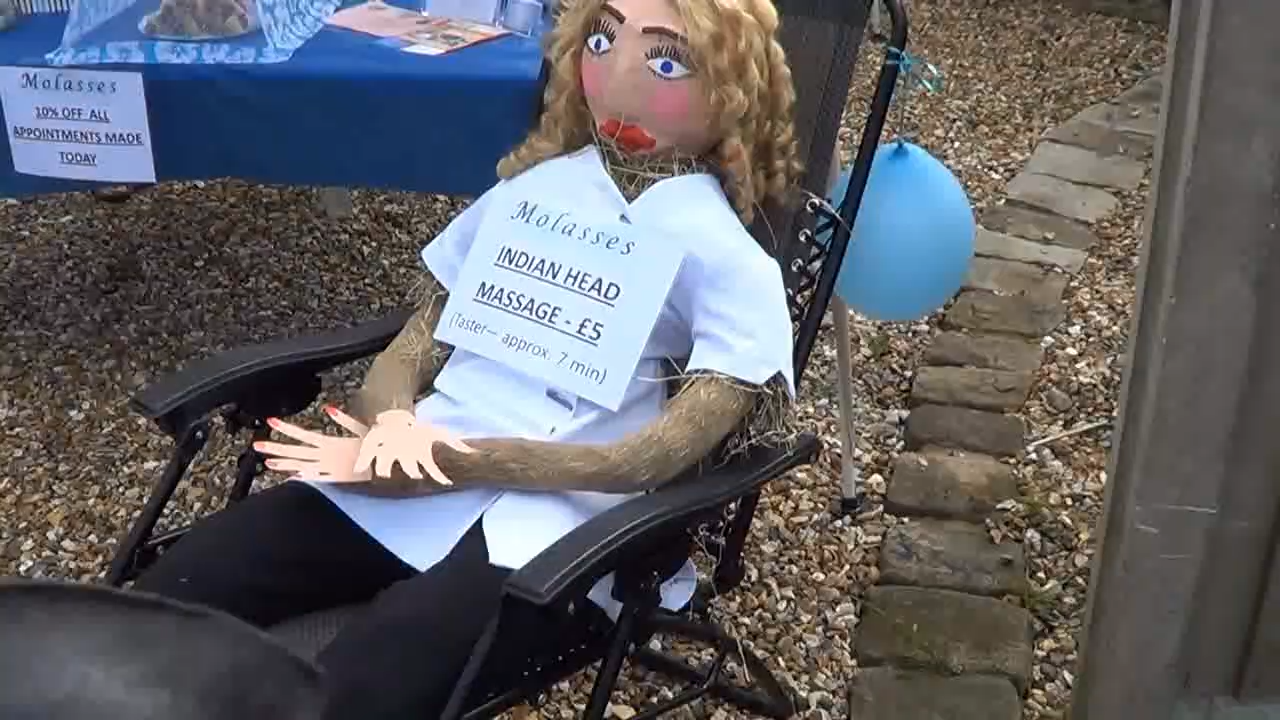 Molasses
10% OFF ALL
APPOINTMENTS MADE
TODAY
Molasses
INDIAN HEAD
MASSAGE - £5
(Taster— approx. 7 min)